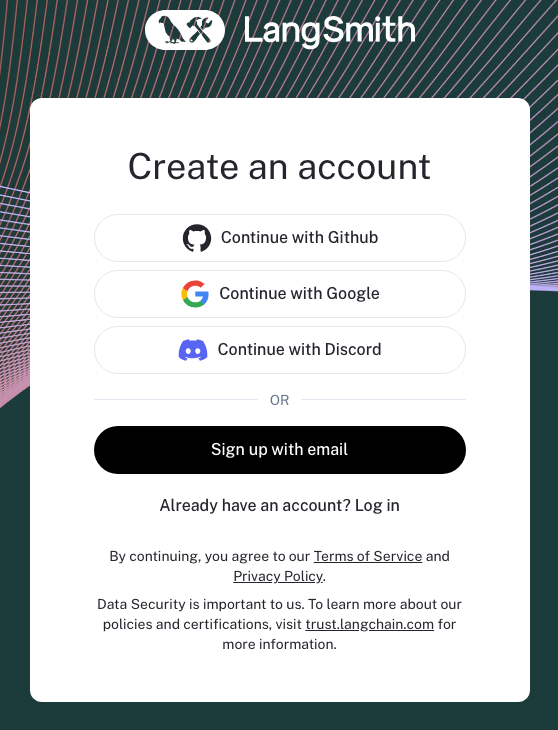 LangSmith
Create an account
Continue with Github
Continue with Google
Continue with Discord
OR
Sign up with email
Already have an account? Log in
By continuing, you agree to our Terms of Service and
Privacy Policy.
Data Security is important to us. To learn more about our
policies and certifications, visit trust.langchain.com for
more information.